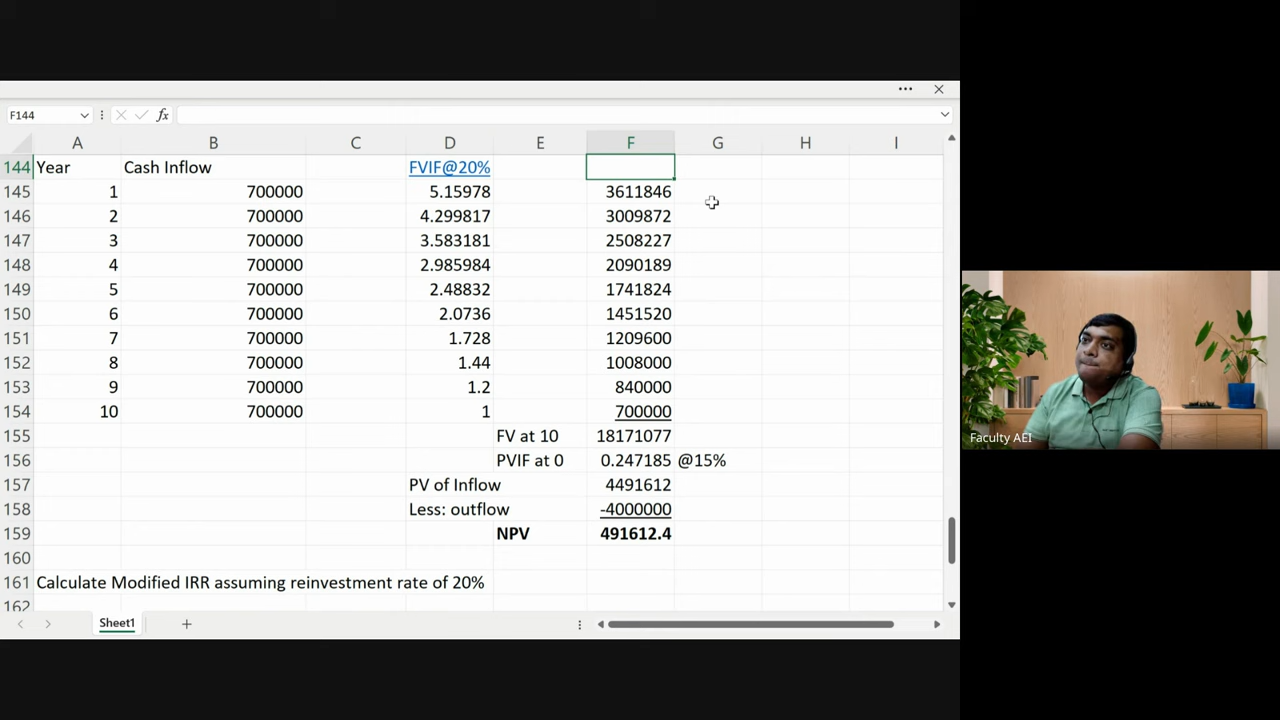 F144
fx
A B C D E F G H I
144 Year Cash Inflow FVIF@20%
145 1 700000 5.15978 3611846
146 2 700000 4.299817 3009872
147 3 700000 3.583181 2508227
148 4 700000 2.985984 2090189
149 5 700000 2.48832 1741824
150 6 700000 2.0736 1451520
151 7 700000 1.728 1209600
152 8 700000 1.44 1008000
153 9 700000 1.2 840000
154 10 700000 1 700000
155 FV at 10 18171077
156 PVIF at 0 0.247185 @15%
157 PV of Inflow 4491612
158 Less: outflow -4000000
159 NPV 491612.4
160
161 Calculate Modified IRR assuming reinvestment rate of 20%
162
Sheet1
Faculty AEI